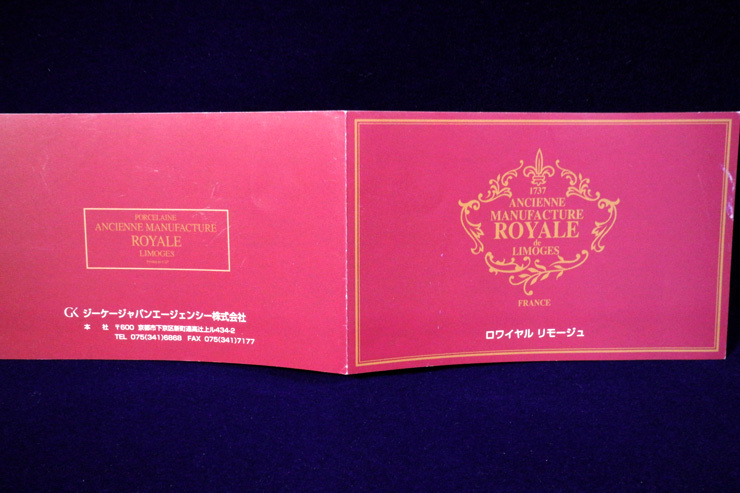 PORCELAINE
ANCIENNE MANUFACTURE
ROYALE
LIMOGES
GK ジーケージャパンエージェンシー株式会社
本 社 〒600 京都市下京区新町通高辻上ル434-2
TEL 075(341)6868 FAX 075(341)7177
1737
ANCIENNE
MANUFACTURE
ROYALE
de
LIMOGES
FRANCE
ロワイヤル リモージュ